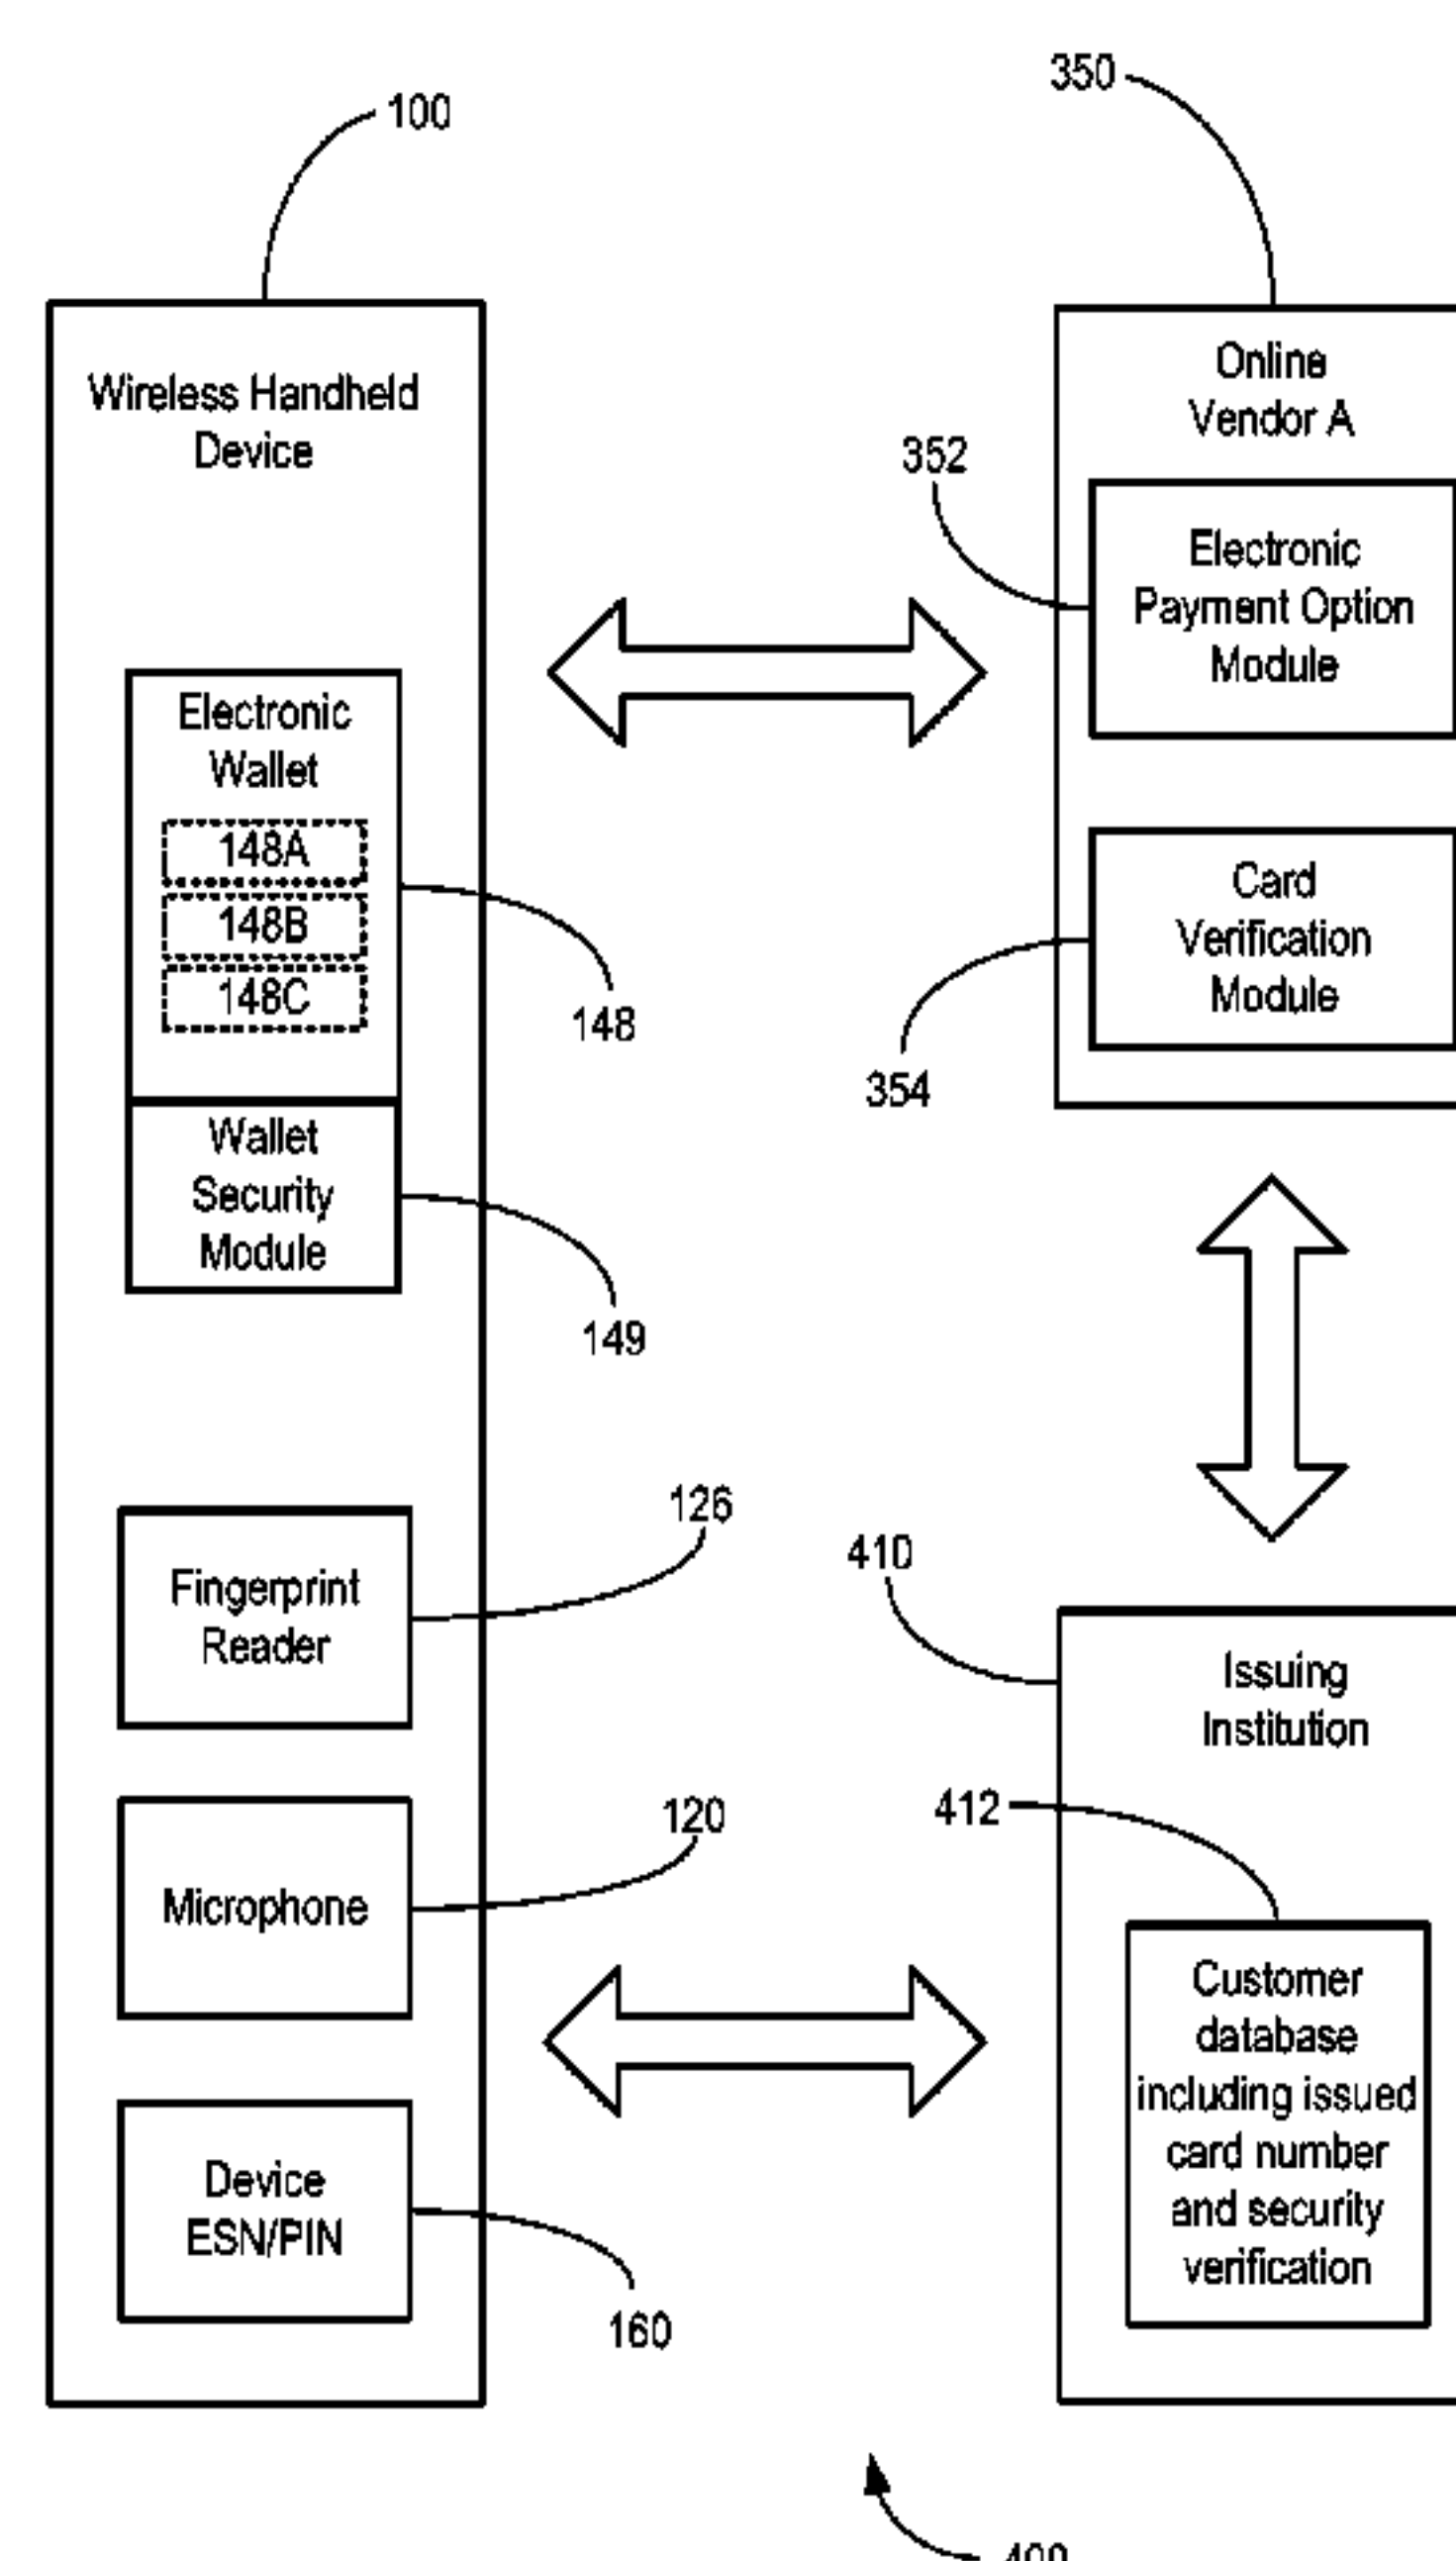 100
350
Wireless Handheld
Device
Online
Vendor A
352
Electronic
Payment Option
Module
Electronic
Wallet
148A
148B
148C
148
Card
Verification
Module
354
Wallet
Security
Module
149
Fingerprint
Reader
126
410
Issuing
Institution
Microphone
120
412
Customer
database
including issued
card number
and security
verification
Device
ESN/PIN
160